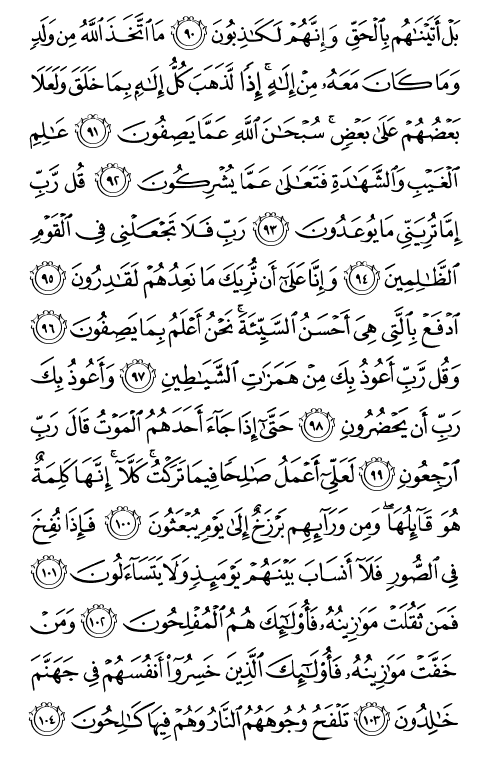 بَلْ أَتَيْنَـٰهُم بِٱلْحَقِّ وَإِنَّهُمْ لَكَـٰذِبُونَ ٩٠ مَا ٱتَّخَذَ ٱللَّهُ مِن وَلَدٍ
وَمَا كَانَ مَعَهُۥ مِنْ إِلَـٰهٍ ۚ إِذًا لَّذَهَبَ كُلُّ إِلَـٰهٍۭ بِمَا خَلَقَ وَلَعَلَا
بَعْضُهُمْ عَلَىٰ بَعْضٍ ۚ سُبْحَـٰنَ ٱللَّهِ عَمَّا يَصِفُونَ ٩١ عَـٰلِمِ
ٱلْغَيْبِ وَٱلشَّهَـٰدَةِ فَتَعَـٰلَىٰ عَمَّا يُشْرِكُونَ ٩٢ قُل رَّبِّ
إِمَّا تُرِيَنِّى مَا يُوعَدُونَ ٩٣ رَبِّ فَلَا تَجْعَلْنِى فِى ٱلْقَوْمِ
ٱلظَّـٰلِمِينَ ٩٤ وَإِنَّا عَلَىٰٓ أَن نُّرِيَكَ مَا نَعِدُهُمْ لَقَـٰدِرُونَ ٩٥
ٱدْفَعْ بِٱلَّتِى هِىَ أَحْسَنُ ٱلسَّيِّئَةَ ۚ نَحْنُ أَعْلَمُ بِمَا يَصِفُونَ ٩٦
وَقُل رَّبِّ أَعُوذُ بِكَ مِنْ هَمَزَٰتِ ٱلشَّيَـٰطِينِ ٩٧ وَأَعُوذُ بِكَ
رَبِّ أَن يَحْضُرُونِ ٩٨ حَتَّىٰٓ إِذَا جَآءَ أَحَدَهُمُ ٱلْمَوْتُ قَالَ رَبِّ
ٱرْجِعُونِ ٩٩ لَعَلِّىٓ أَعْمَلُ صَـٰلِحًا فِيمَا تَرَكْتُ ۚ كَلَّآ ۚ إِنَّهَا كَلِمَةٌ
هُوَ قَآئِلُهَا ۖ وَمِن وَرَآئِهِم بَرْزَخٌ إِلَىٰ يَوْمِ يُبْعَثُونَ ١٠٠ فَإِذَا نُفِخَ
فِى ٱلصُّورِ فَلَآ أَنسَابَ بَيْنَهُمْ يَوْمَئِذٍ وَلَا يَتَسَآءَلُونَ ١٠١
فَمَن ثَقُلَتْ مَوَٰزِينُهُۥ فَأُو۟لَـٰٓئِكَ هُمُ ٱلْمُفْلِحُونَ ١٠٢ وَمَنْ
خَفَّتْ مَوَٰزِينُهُۥ فَأُو۟لَـٰٓئِكَ ٱلَّذِينَ خَسِرُوٓا۟ أَنفُسَهُمْ فِى جَهَنَّمَ
خَـٰلِدُونَ ١٠٣ تَلْفَحُ وُجُوهَهُمُ ٱلنَّارُ وَهُمْ فِيهَا كَـٰلِحُونَ ١٠٤